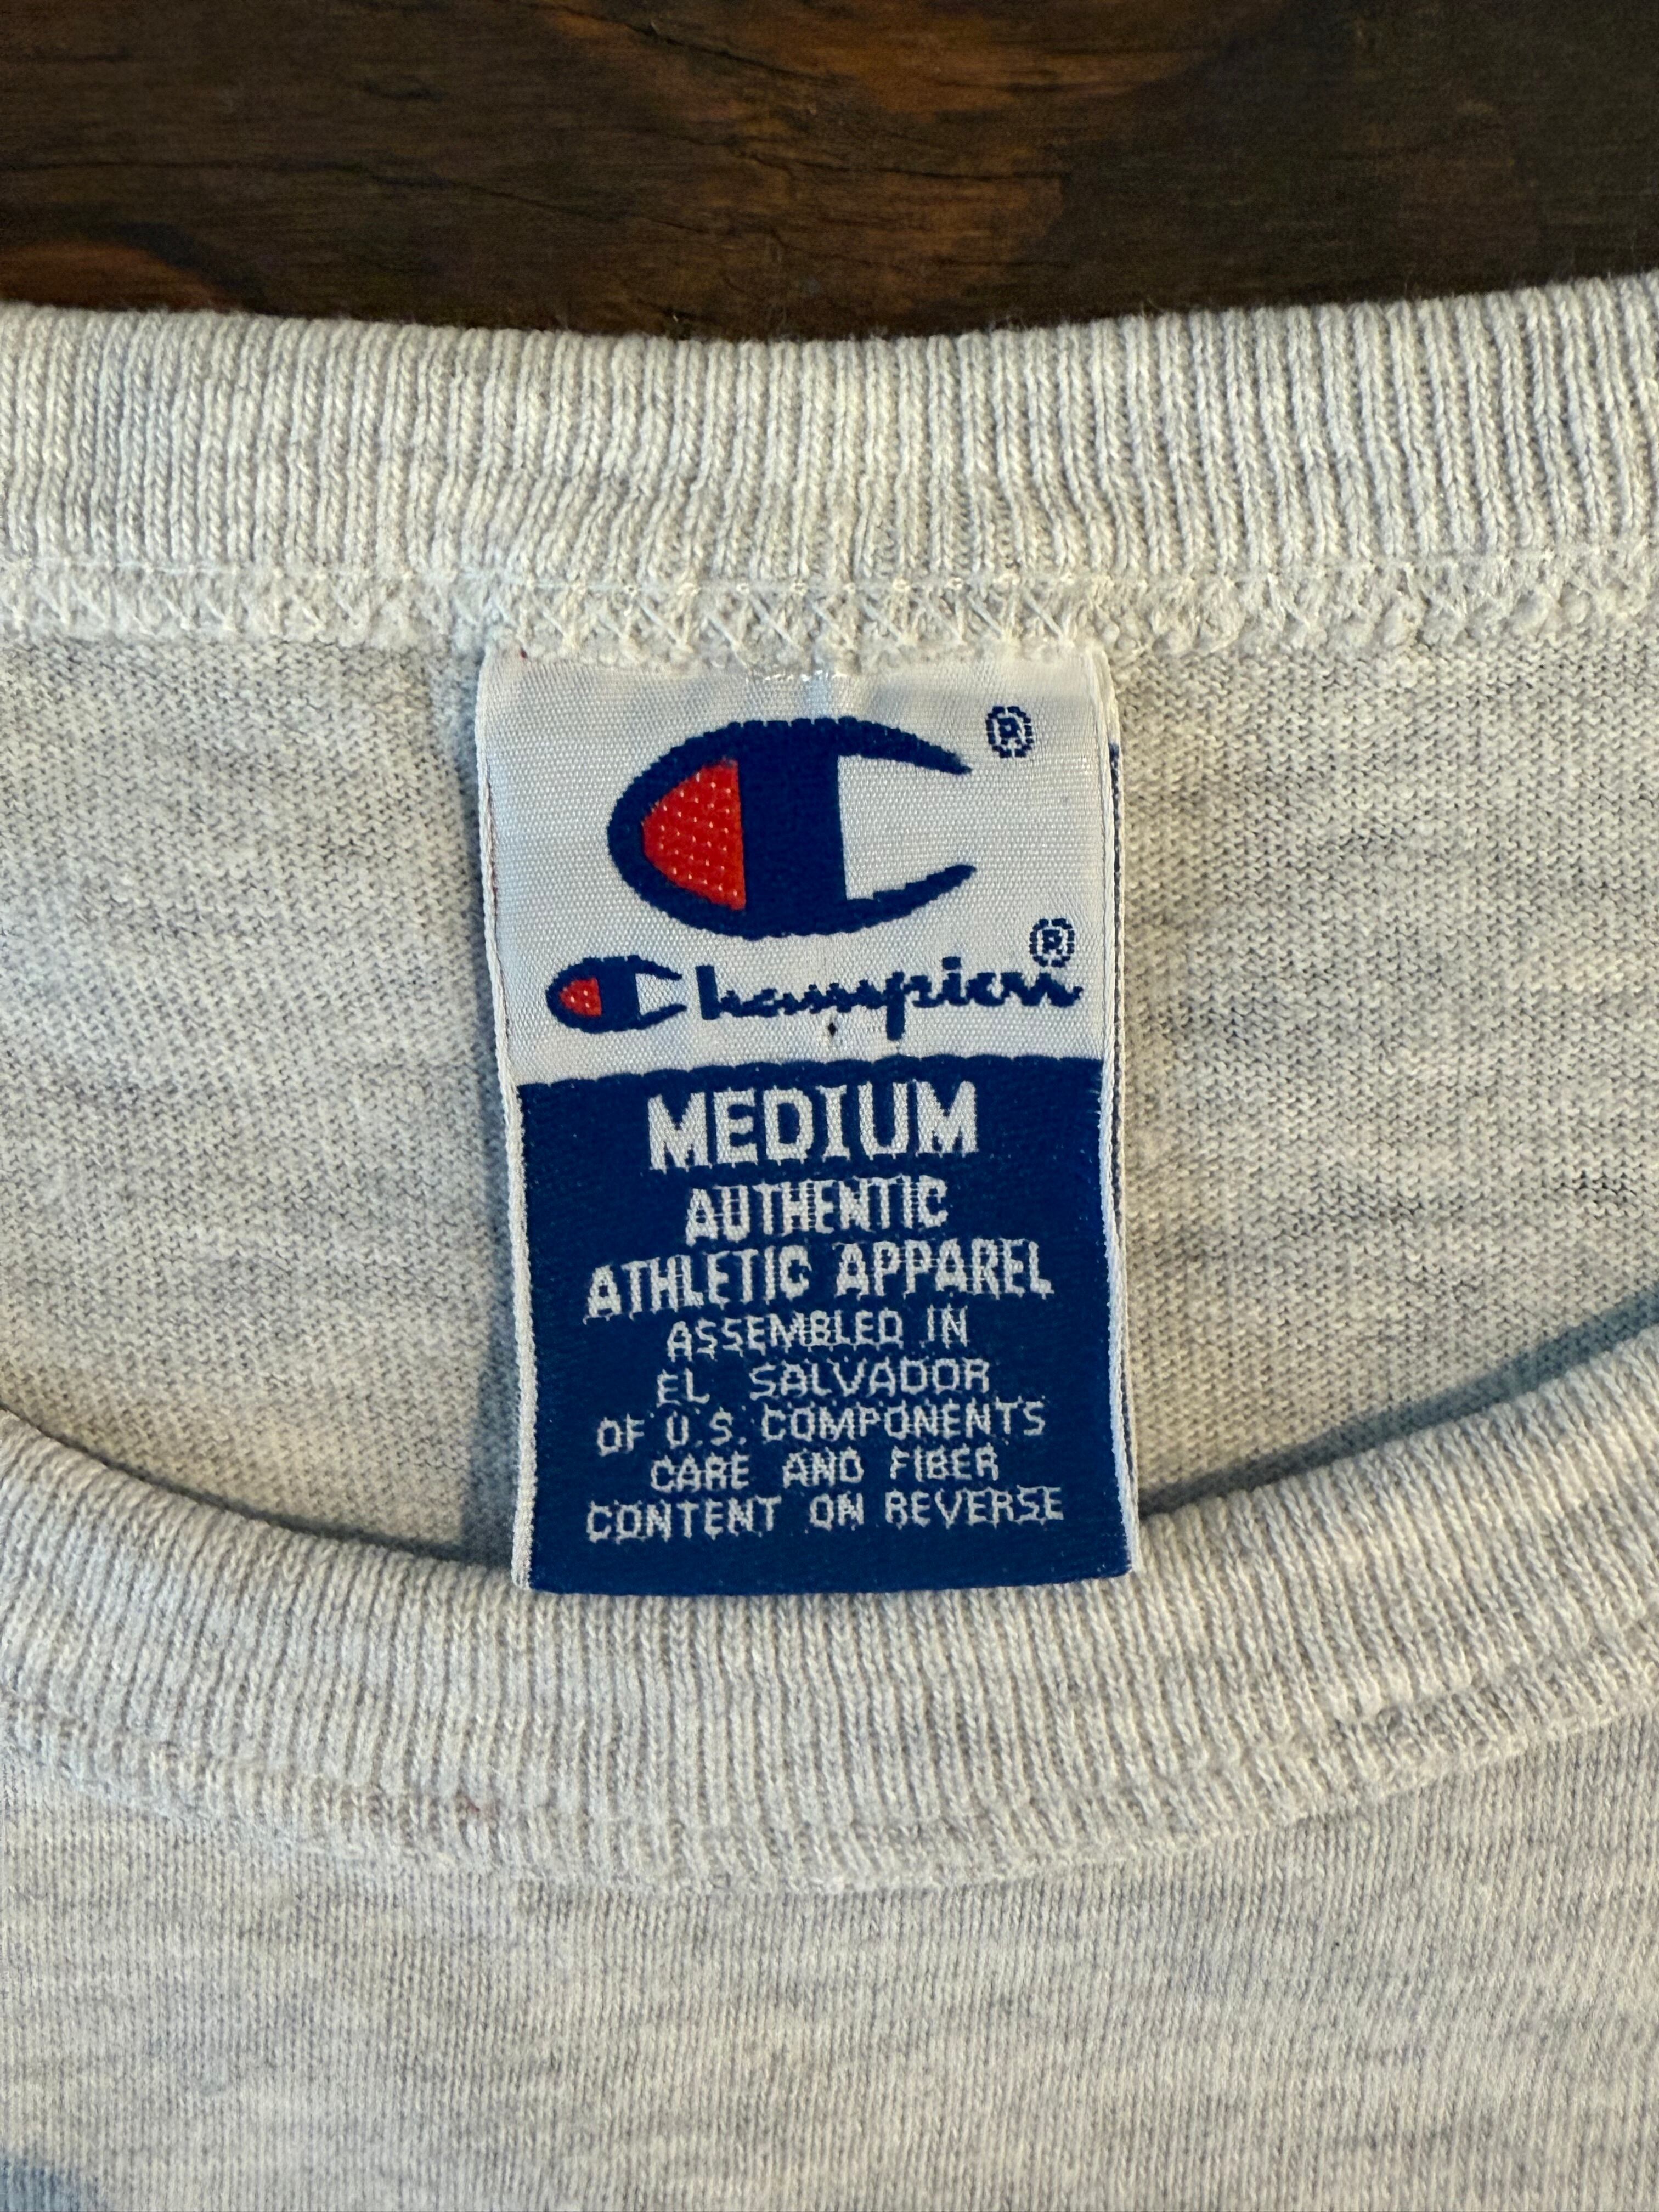 ®
Champion®
MEDIUM
AUTHENTIC
ATHLETIC APPAREL
ASSEMBLED IN
EL SALVADOR
OF U.S. COMPONENTS
CARE AND FIBER
CONTENT ON REVERSE